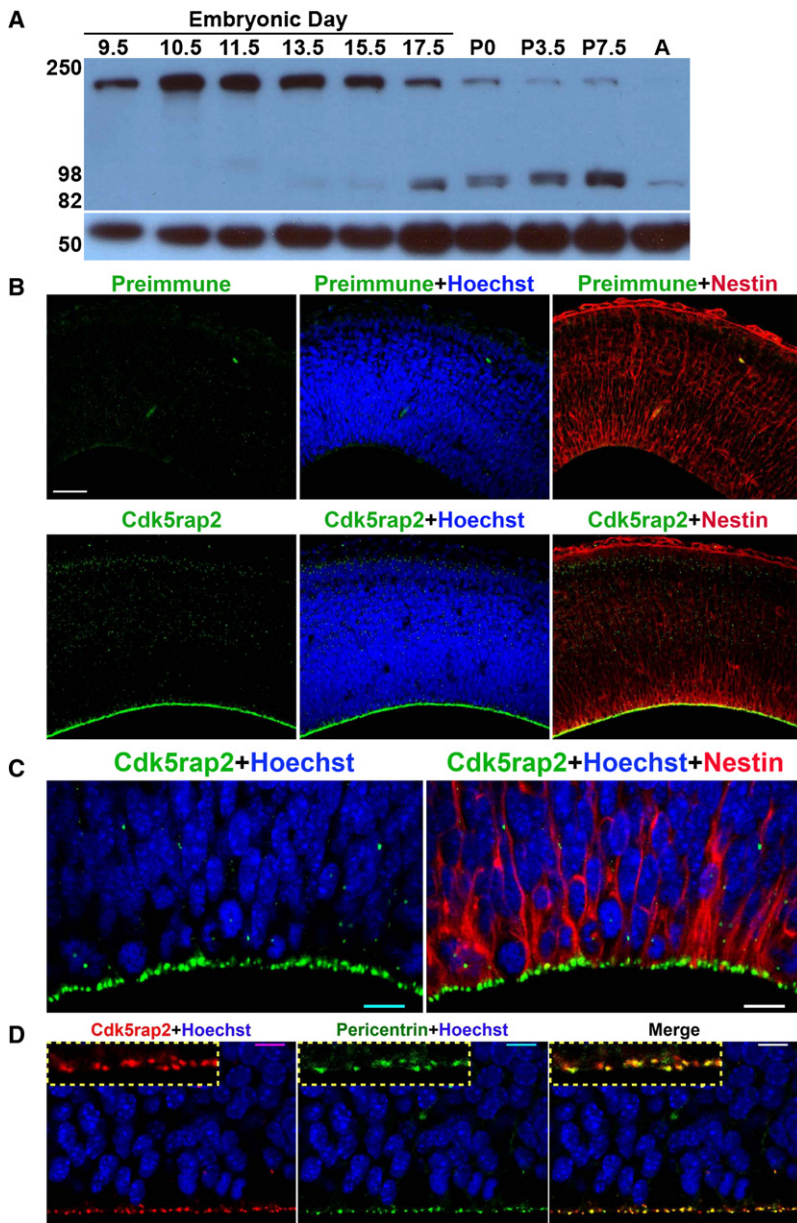 A
Embryonic Day
9.5 10.5 11.5 13.5 15.5 17.5 P0 P3.5 P7.5 A
250
98
82
50
B
Preimmune Preimmune+Hoechst Preimmune+Nestin
Cdk5rap2 Cdk5rap2+Hoechst Cdk5rap2+Nestin
C
Cdk5rap2+Hoechst Cdk5rap2+Hoechst+Nestin
D
Cdk5rap2+Hoechst Pericentrin+Hoechst Merge